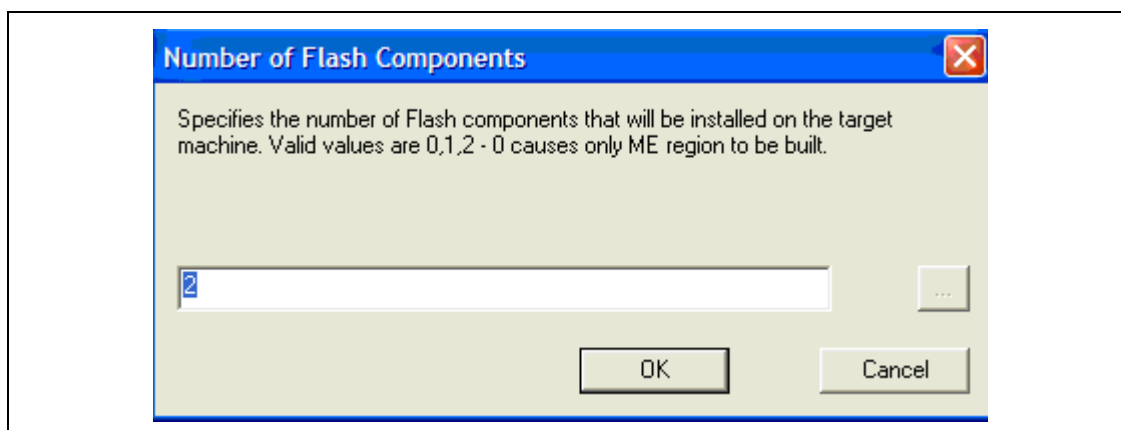 Number of Flash Components
Specifies the number of Flash components that will be installed on the target
machine. Valid values are 0,1,2 - 0 causes only ME region to be built.
2
...
OK
Cancel